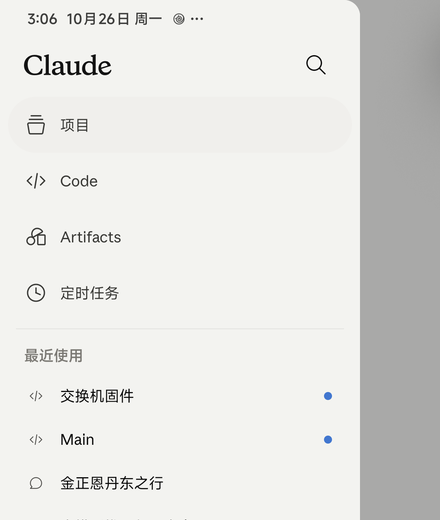 3:06 10月26日 周一 ···
Claude
项目
Code
Artifacts
定时任务
最近使用
交换机固件
Main
金正恩丹东之行